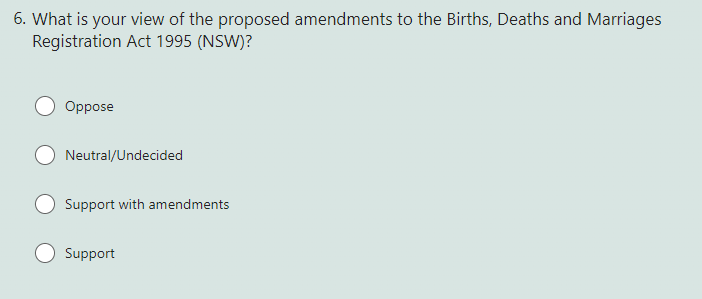 6. What is your view of the proposed amendments to the Births, Deaths and Marriages
Registration Act 1995 (NSW)?
Oppose
Neutral/Undecided
Support with amendments
Support